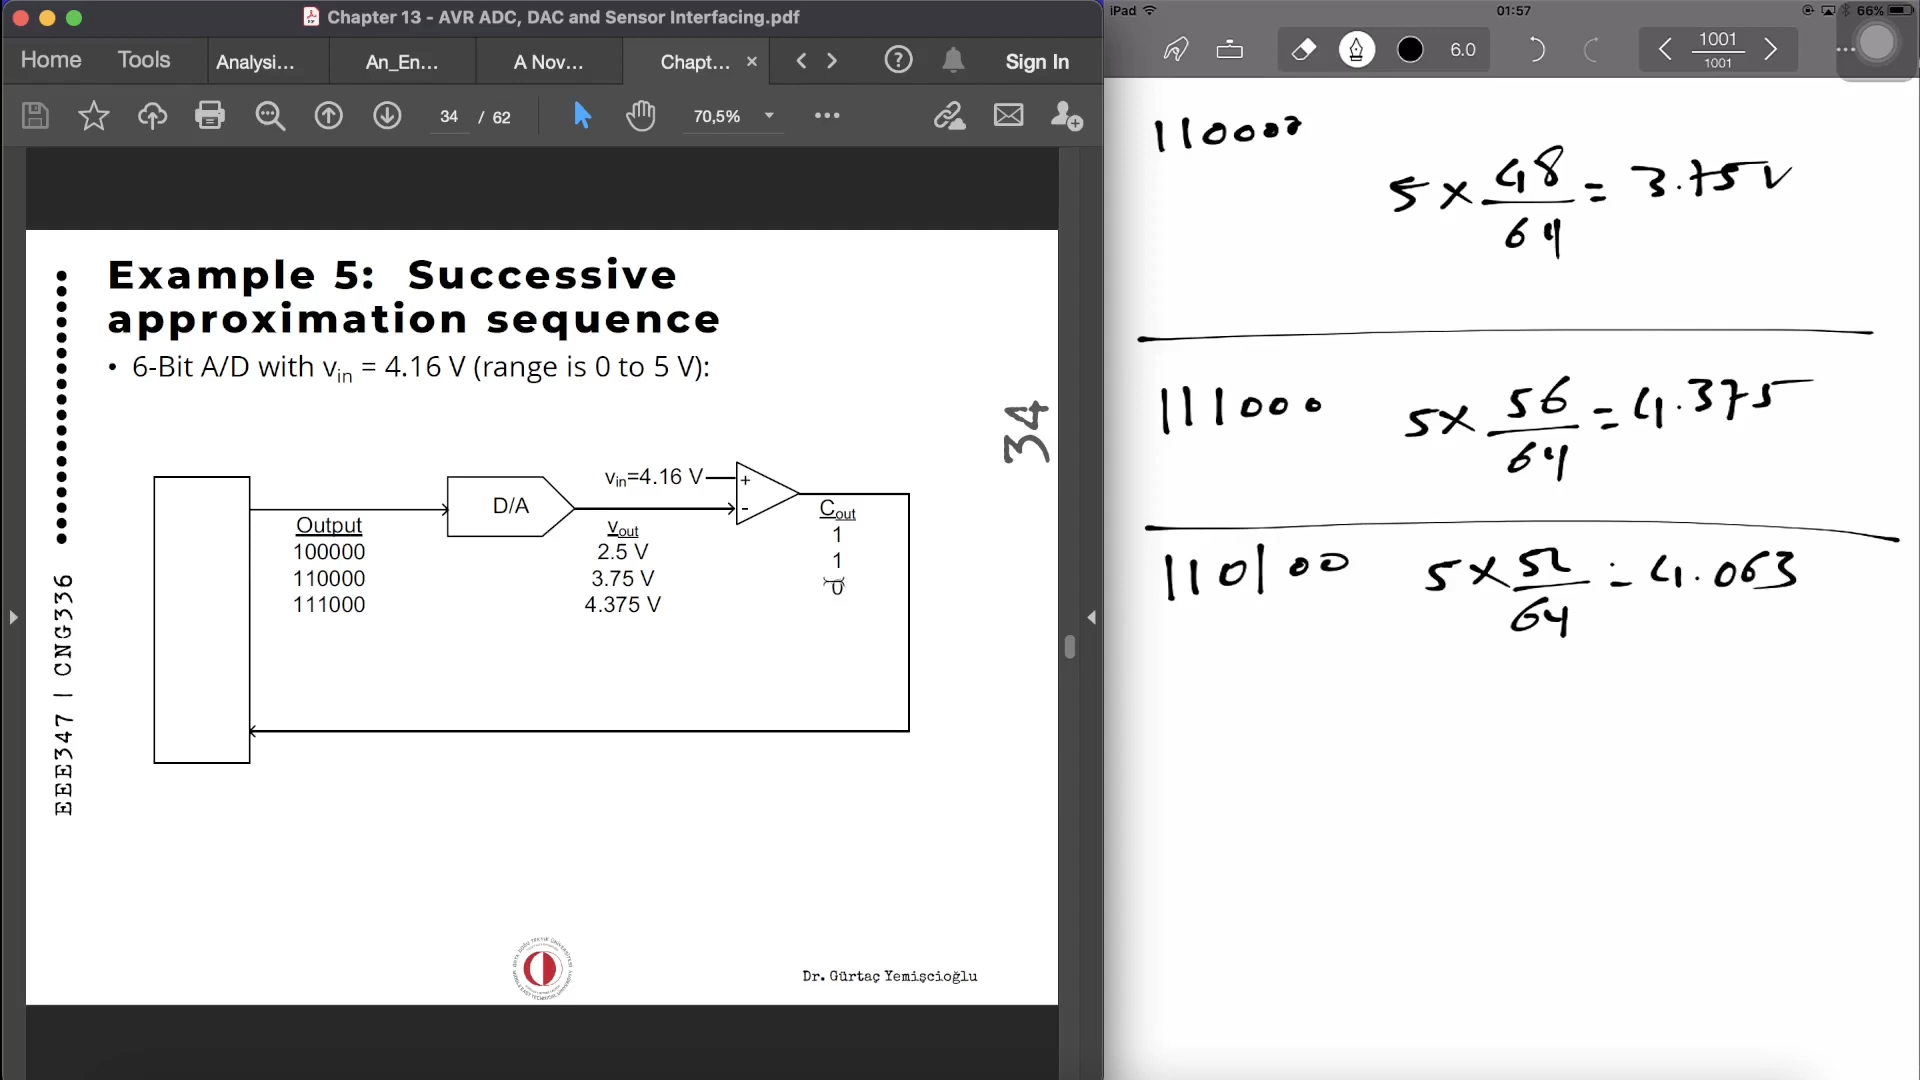 Chapter 13 - AVR ADC, DAC and Sensor Interfacing.pdf
Home Tools Analysi... An_En... A Nov... Chapt... × ? Sign In
34 / 62 70,5%
Example 5: Successive
approximation sequence
• 6-Bit A/D with vin = 4.16 V (range is 0 to 5 V):
34
EEE347 | CNG336
vin=4.16 V
+
D/A
-
Output Vout Cout
100000 2.5 V 1
110000 3.75 V 1
111000 4.375 V 0
Dr. Gürtaç Yemişcioğlu
iPad 01:57 66%
6.0 1001
1001
110000
5 x 48/64 = 3.75V
111000 5x 56/64 = 4.375
110100 5 x 52/64 = 4.063